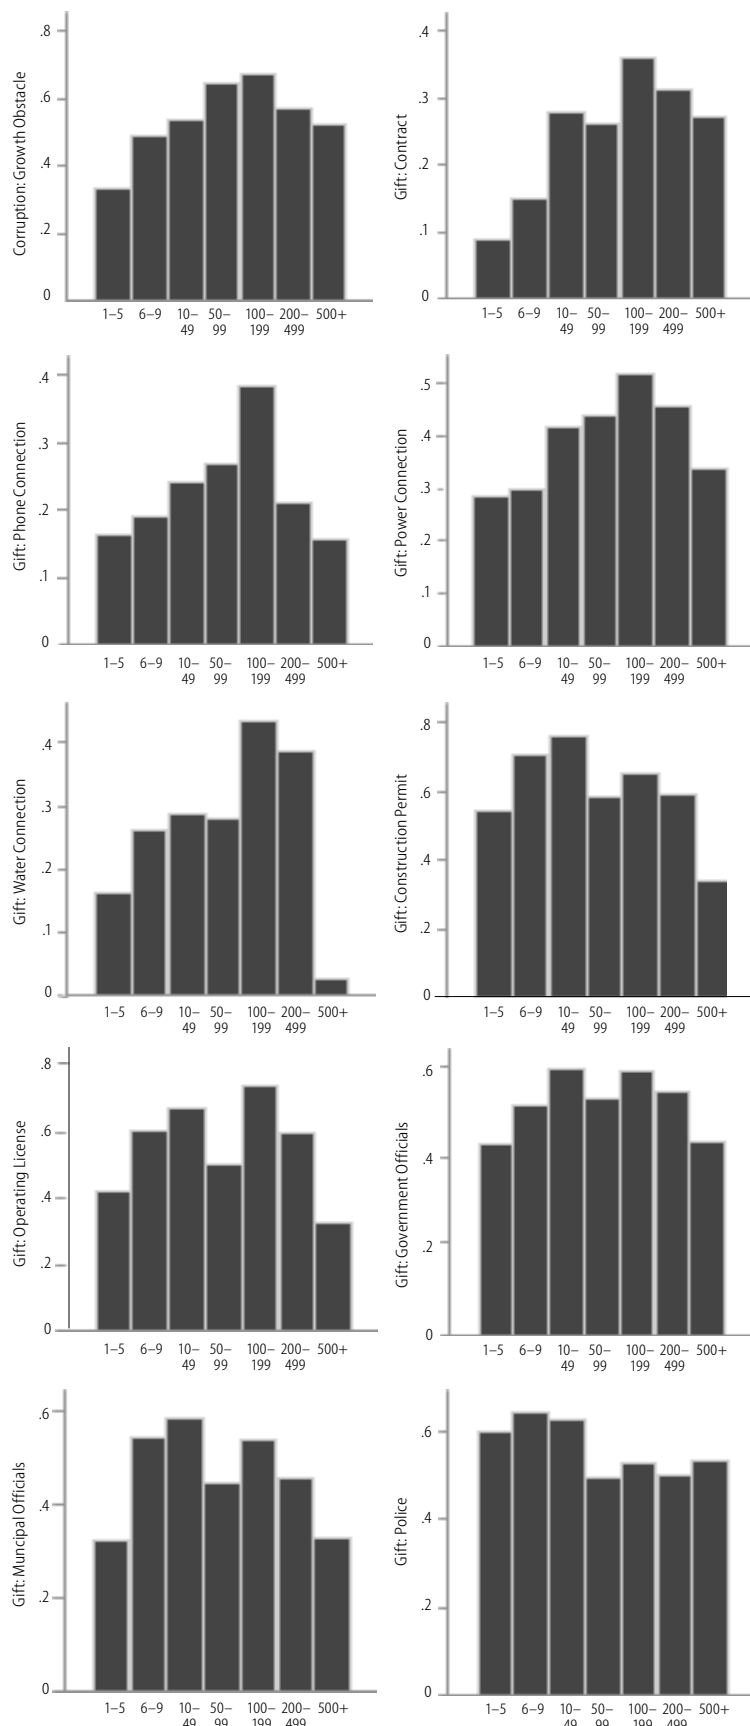 Corruption: Growth Obstacle
.8
.6
.4
.2
0
1–5 6–9 10– 50– 100– 200– 500+
49 99 199 499
Gift: Contract
.4
.3
.2
.1
0
1–5 6–9 10– 50– 100– 200– 500+
49 99 199 499
Gift: Phone Connection
.4
.3
.2
.1
0
1–5 6–9 10– 50– 100– 200– 500+
49 99 199 499
Gift: Power Connection
.5
.4
.3
.2
.1
0
1–5 6–9 10– 50– 100– 200– 500+
49 99 199 499
Gift: Water Connection
.4
.3
.2
.1
0
1–5 6–9 10– 50– 100– 200– 500+
49 99 199 499
Gift: Construction Permit
.8
.6
.4
.2
0
1–5 6–9 10– 50– 100– 200– 500+
49 99 199 499
Gift: Operating License
.8
.6
.4
.2
0
1–5 6–9 10– 50– 100– 200– 500+
49 99 199 499
Gift: Government Officials
.6
.4
.2
0
1–5 6–9 10– 50– 100– 200– 500+
49 99 199 499
Gift: Muncipal Officials
.6
.4
.2
0
1–5 6–9 10– 50– 100– 200– 500+
49 99 199 499
Gift: Police
.6
.4
.2
0
1–5 6–9 10– 50– 100– 200– 500+
49 99 199 499